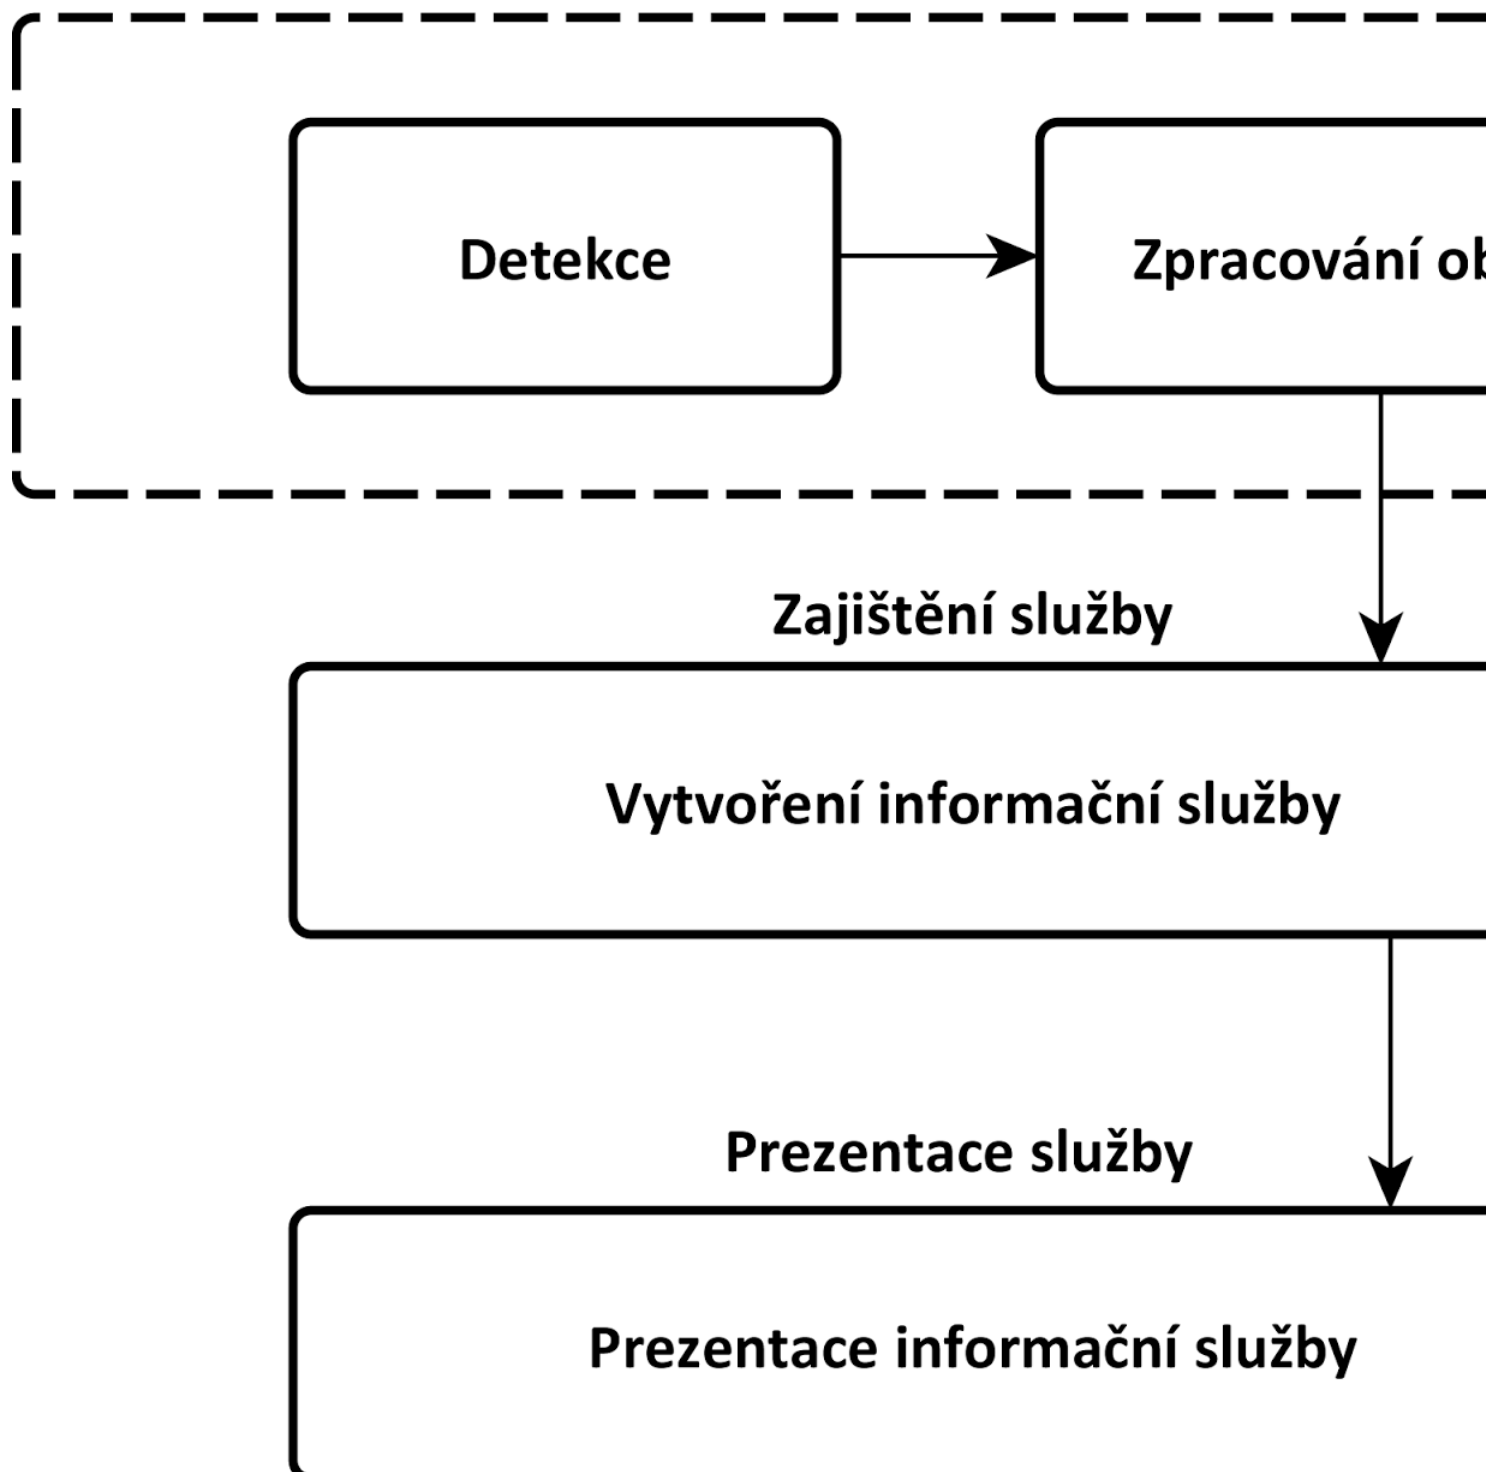 Detekce
Zpracování
Zajištění služby
Vytvoření informační služby
Prezentace služby
Prezentace informační služby